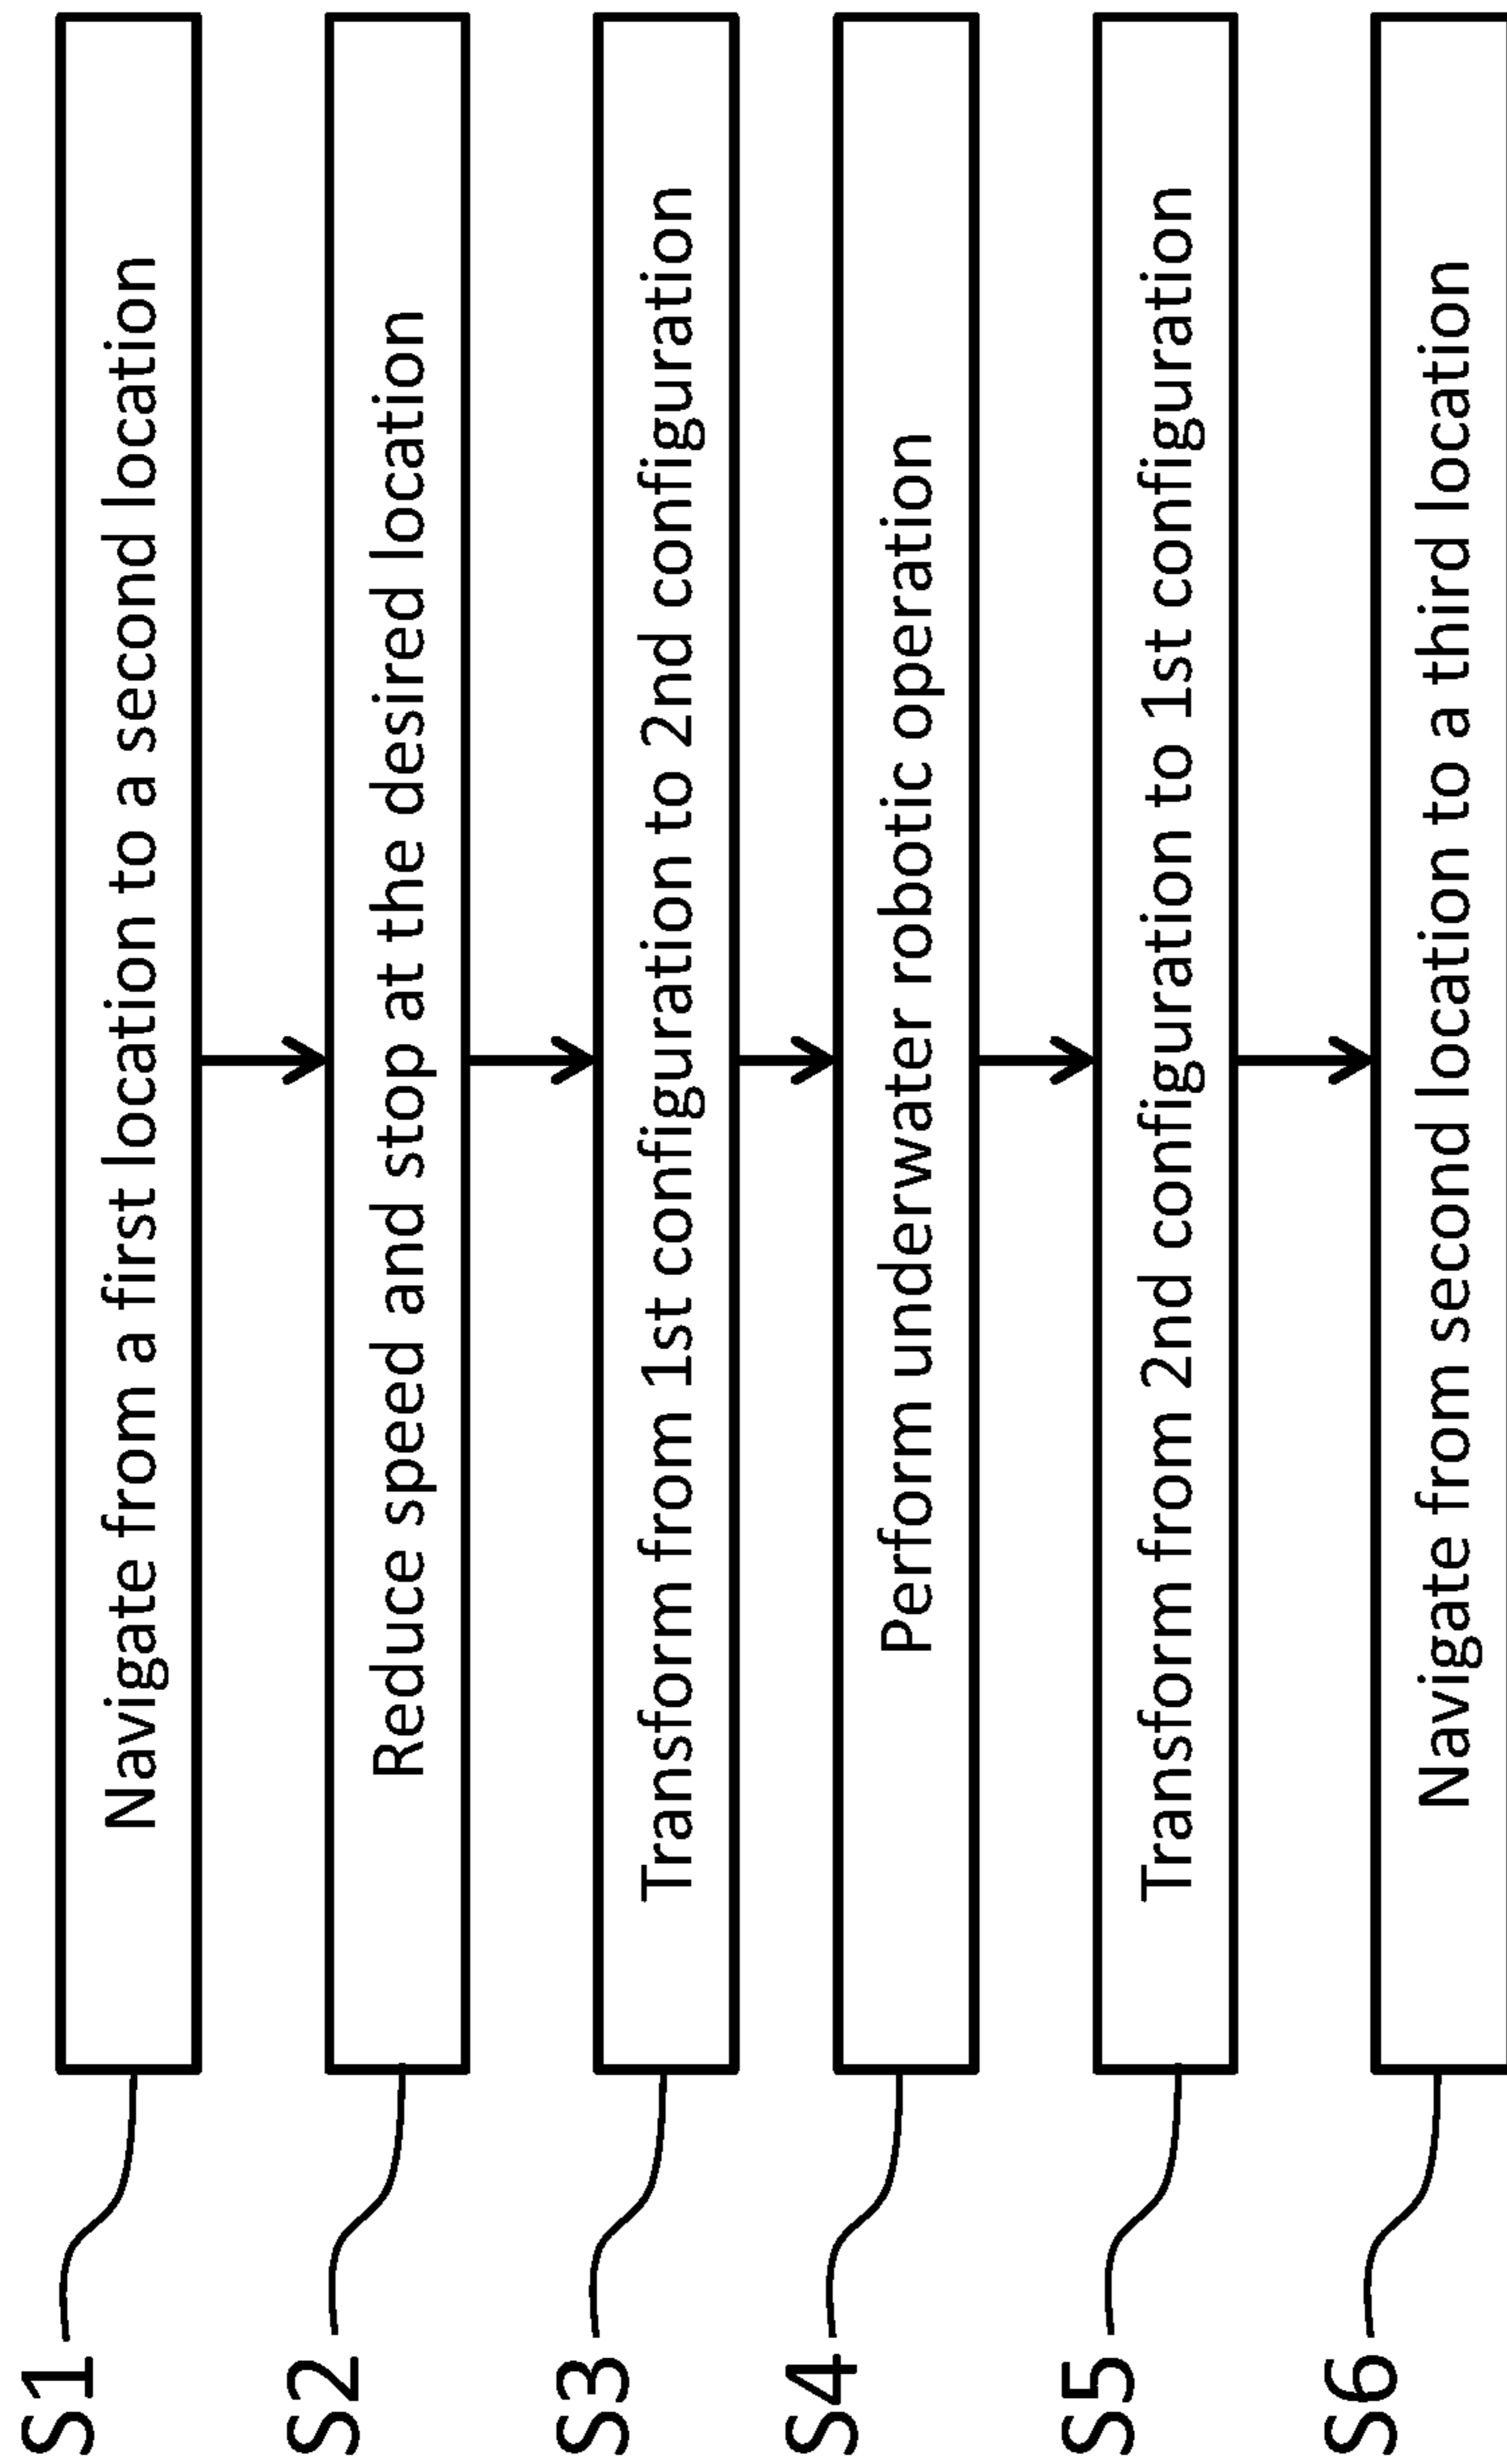 S1
Navigate from a first location to a second location
S2
Reduce speed and stop at the desired location
S3
Transform from 1st configuration to 2nd configuration
S4
Perform underwater robotic operation
S5
Transform from 2nd configuration to 1st configuration
S6
Navigate from second location to a third location